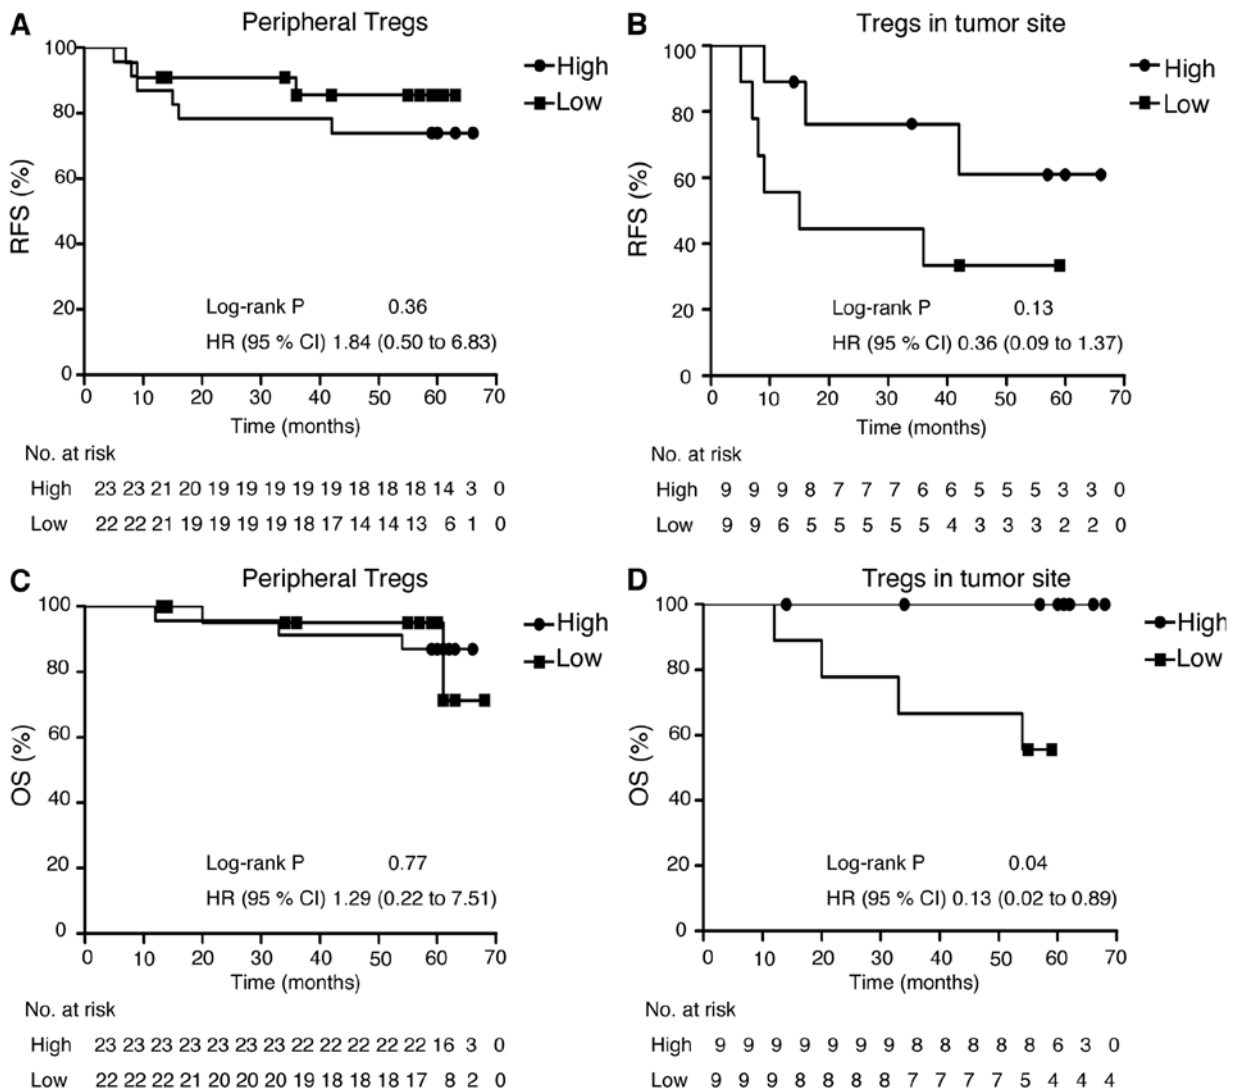 A
Peripheral Tregs
High
Low
RFS (%)
100
80
60
40
20
0
Log-rank P 0.36
HR (95 % CI) 1.84 (0.50 to 6.83)
0 10 20 30 40 50 60 70
Time (months)
No. at risk
High 23 23 21 20 19 19 19 19 19 18 18 18 14 3 0
Low 22 22 21 19 19 19 19 18 17 14 14 13 6 1 0
B
Tregs in tumor site
High
Low
RFS (%)
100
80
60
40
20
0
Log-rank P 0.13
HR (95 % CI) 0.36 (0.09 to 1.37)
0 10 20 30 40 50 60 70
Time (months)
No. at risk
High 9 9 9 8 7 7 7 6 6 5 5 5 3 3 0
Low 9 9 6 5 5 5 5 5 4 3 3 3 2 2 0
C
Peripheral Tregs
High
Low
OS (%)
100
80
60
40
20
0
Log-rank P 0.77
HR (95 % CI) 1.29 (0.22 to 7.51)
0 10 20 30 40 50 60 70
Time (months)
No. at risk
High 23 23 23 23 23 23 23 22 22 22 22 22 16 3 0
Low 22 22 22 21 20 20 20 19 18 18 18 17 8 2 0
D
Tregs in tumor site
High
Low
OS (%)
100
80
60
40
20
0
Log-rank P 0.04
HR (95 % CI) 0.13 (0.02 to 0.89)
0 10 20 30 40 50 60 70
Time (months)
No. at risk
High 9 9 9 9 9 9 9 8 8 8 8 8 6 3 0
Low 9 9 9 8 8 8 8 7 7 7 7 5 4 4 4